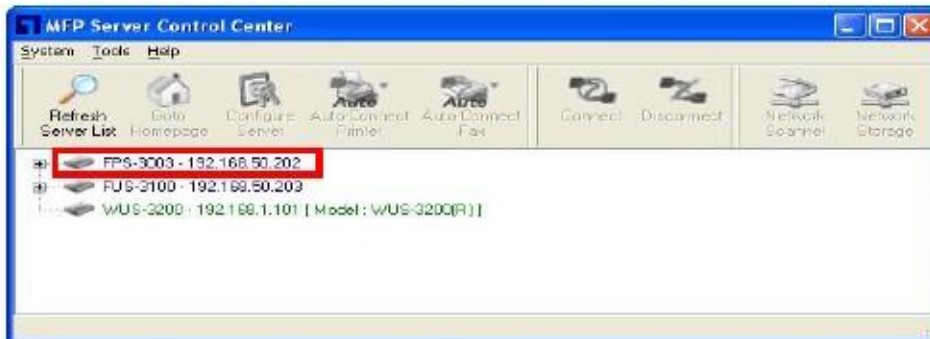 MFP Server Control Center
System Tools Help
Refresh Server List
Goto Homepage
Configure Server
Auto Auto-Connect Printer
Auto Auto-Connect Fax
Connect
Disconnect
Network Scanner
Network Storage
FPS-3003 - 192.168.50.202
FUS-3100 - 192.168.50.203
WUS-3200 - 192.168.1.101 [ Model : WUS-3200(R) ]